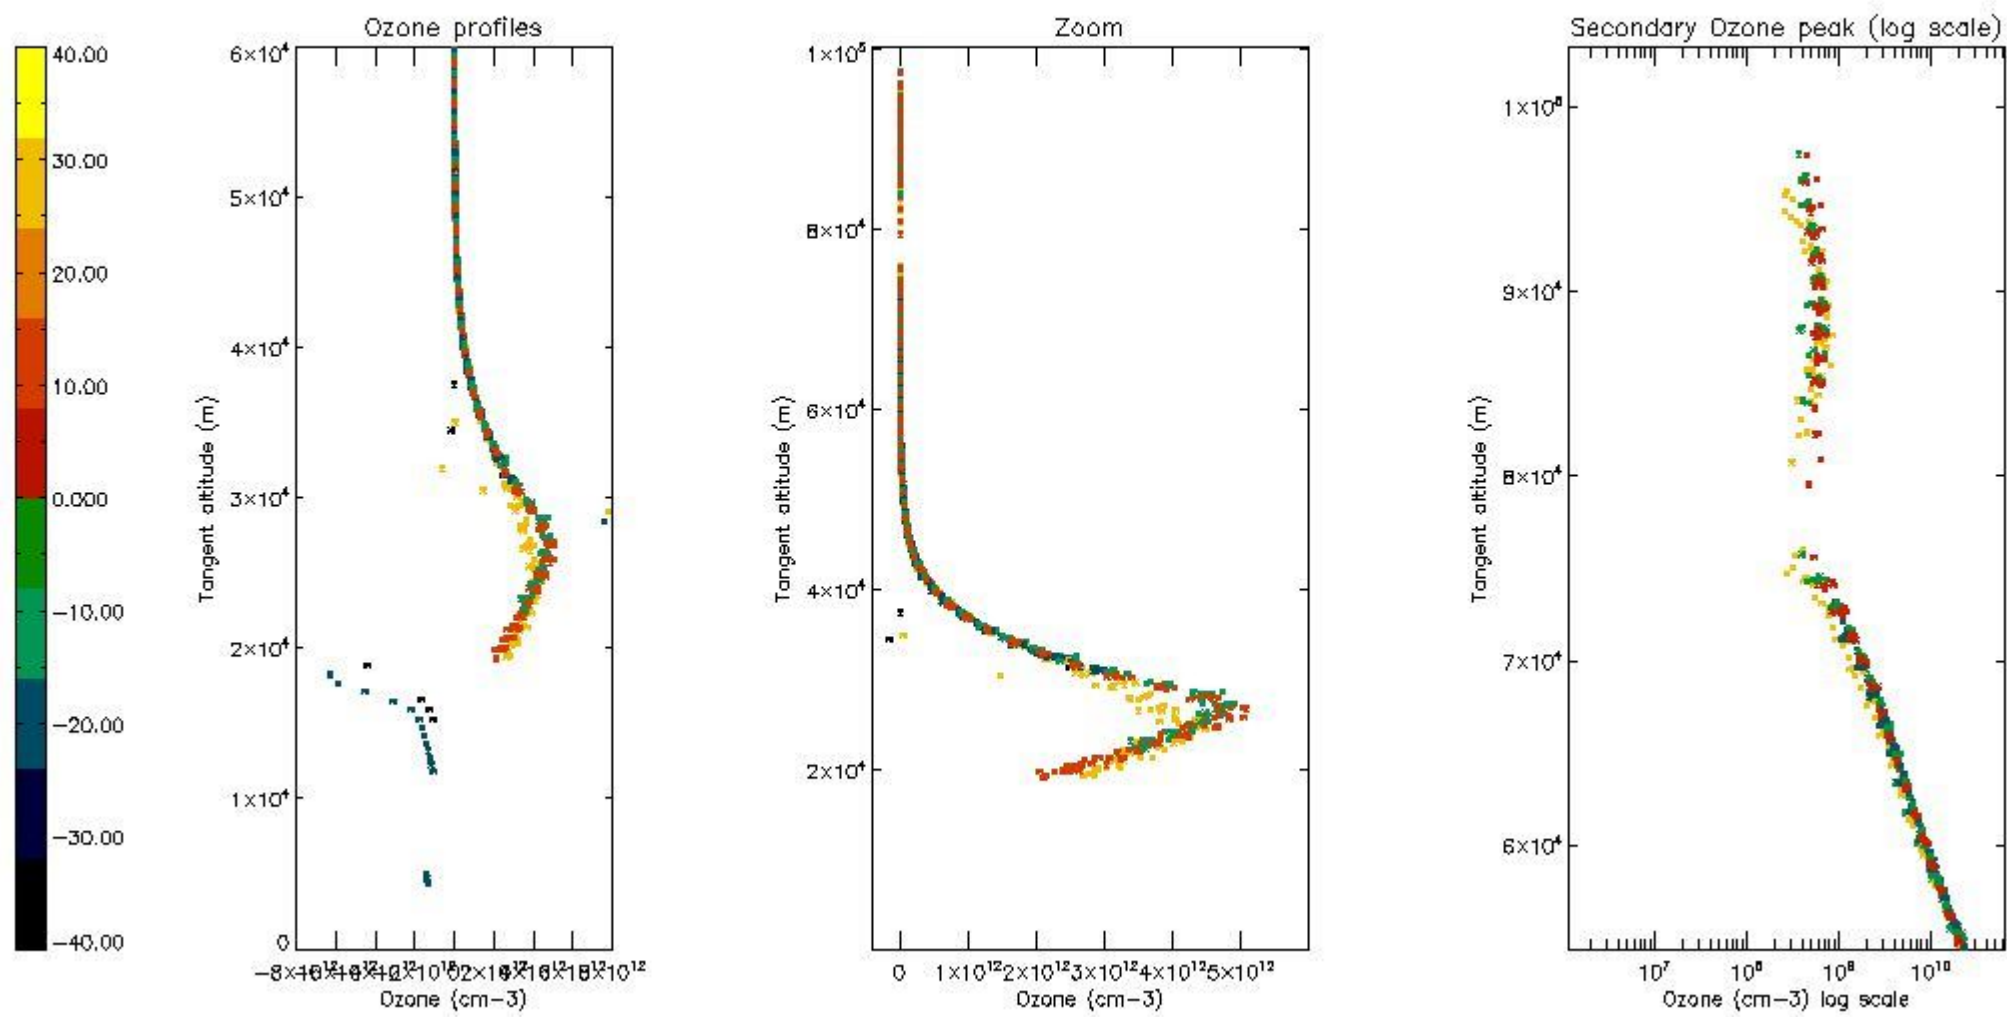 Ozone profiles
Zoom
Secondary Ozone peak (log scale)
40.00
30.00
20.00
10.00
0.000
-10.00
-20.00
-30.00
-40.00
6×10⁴
5×10⁴
4×10⁴
3×10⁴
2×10⁴
1×10⁴
0
Tangent altitude (m)
Ozone (cm-3)
1×10⁵
8×10⁴
6×10⁴
4×10⁴
2×10⁴
Tangent altitude (m)
0 1×10¹² 2×10¹² 3×10¹² 4×10¹² 5×10¹²
Ozone (cm-3)
9×10⁴
8×10⁴
7×10⁴
6×10⁴
Tangent altitude (m)
10⁷ 10⁸ 10⁹ 10¹⁰
Ozone (cm-3) log scale